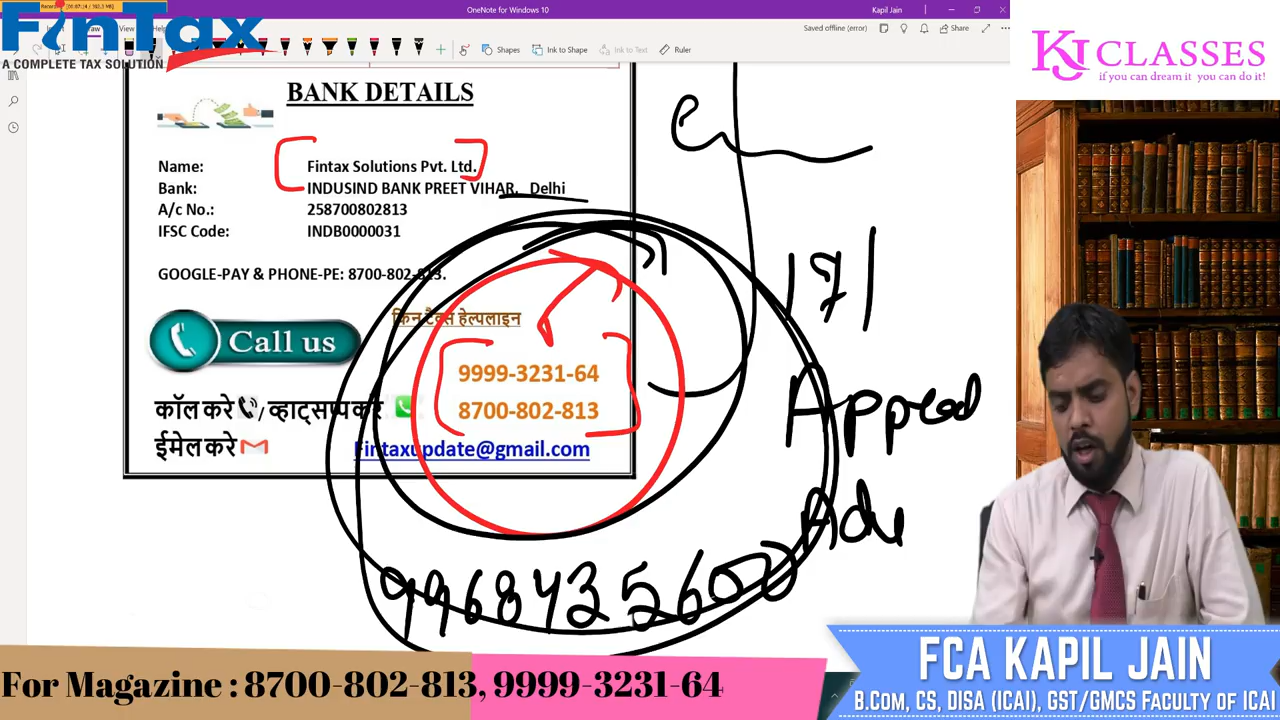 OneNote for Windows 10
Kapil Jain
FinTax
A COMPLETE TAX SOLUTION
Saved offline (error)
Share
Shapes
Ink to Shape
Ink to Text
Ruler
KJ CLASSES
if you can dream it you can do it!
BANK DETAILS
Name: Fintax Solutions Pvt. Ltd.
Bank: INDUSIND BANK PREET VIHAR, Delhi
A/c No.: 258700802813
IFSC Code: INDB0000031
GOOGLE-PAY & PHONE-PE: 8700-802-813.
फिन टैक्स हेल्पलाइन
Call us
9999-3231-64
कॉल करे / व्हाट्सप्प करे 8700-802-813
ईमेल करे Fintaxupdate@gmail.com
171
9968435600
For Magazine : 8700-802-813, 9999-3231-64
FCA KAPIL JAIN
B.Com, CS, DISA (ICAI), GST/GMCS Faculty of ICAI